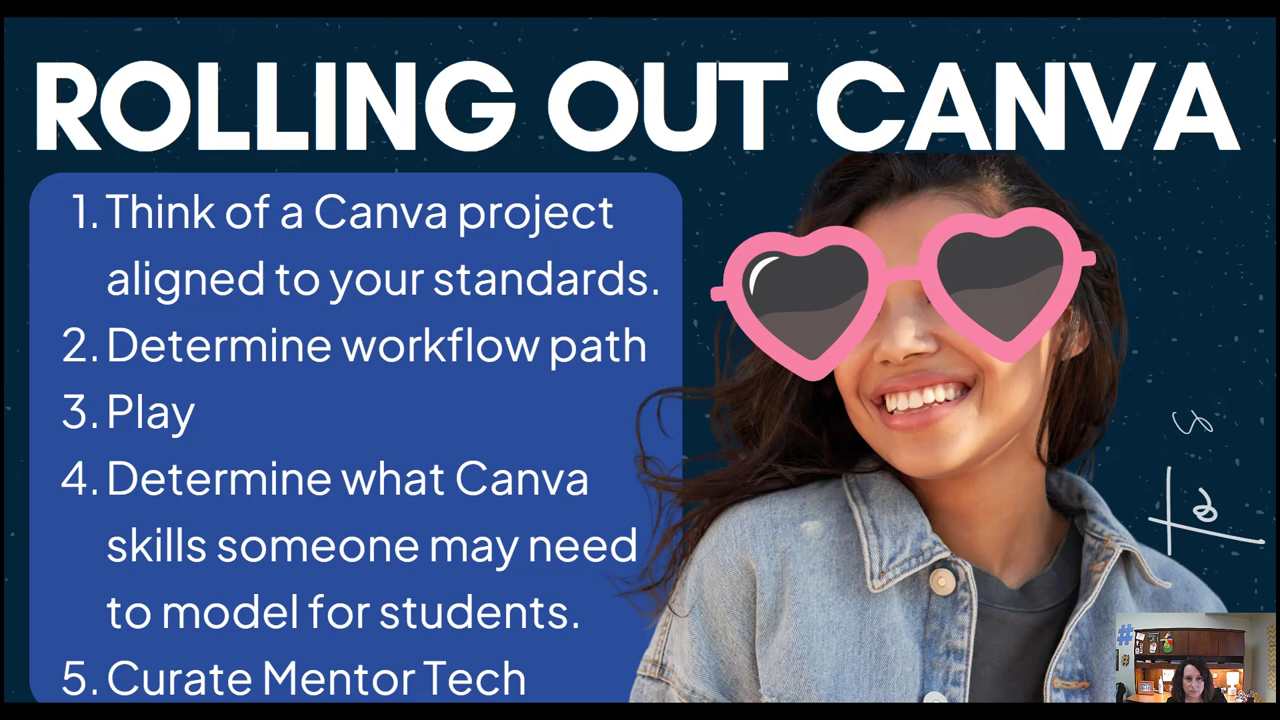 ROLLING OUT CANVA
1. Think of a Canva project
aligned to your standards.
2. Determine workflow path
3. Play
4. Determine what Canva
skills someone may need
to model for students.
5. Curate Mentor Tech
#